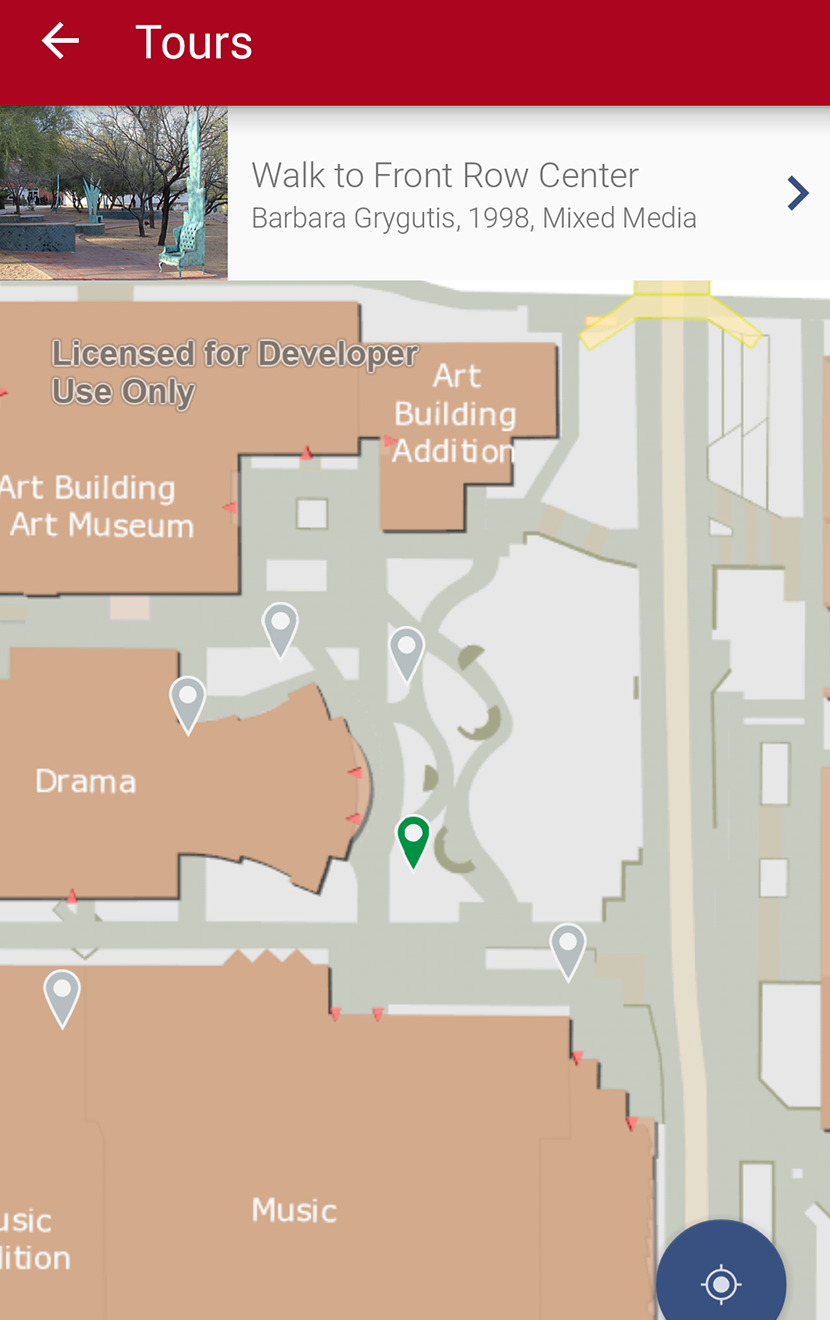 Tours
Walk to Front Row Center
Barbara Grygutis, 1998, Mixed Media
Licensed for Developer
Use Only
Art
Building
Addition
Art Building
Art Museum
Drama
Music
usic
ition